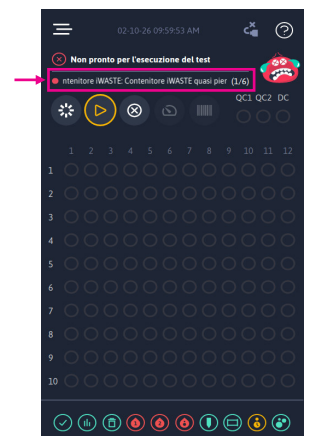 02-10-26 09:59:53 AM
Non pronto per l'esecuzione del test
ntenitore iWASTE: Contenitore iWASTE quasi pier (1/6)
QC1 QC2 DC
1 2 3 4 5 6 7 8 9 10 11 12
1
2
3
4
5
6
7
8
9
10